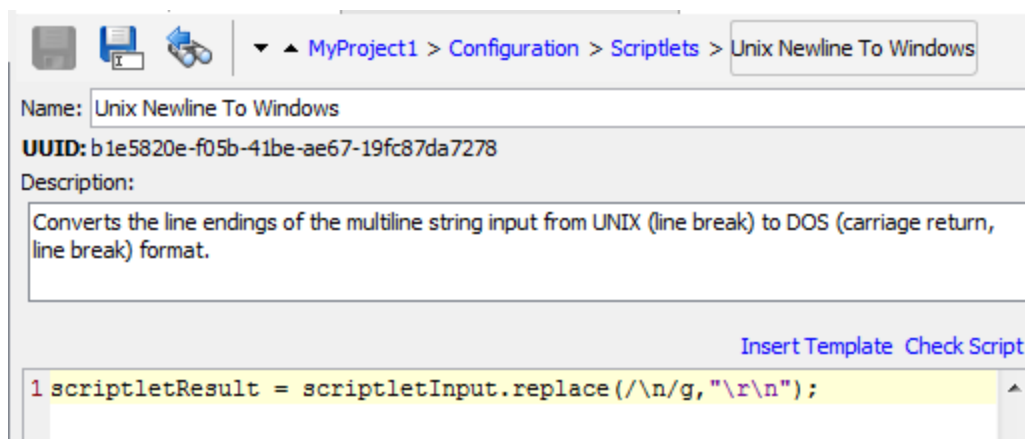 MyProject1 > Configuration > Scriptlets > Unix Newline To Windows
Name: Unix Newline To Windows
UUID: b1e5820e-f05b-41be-ae67-19fc87da7278
Description:
Converts the line endings of the multiline string input from UNIX (line break) to DOS (carriage return,
line break) format.
Insert Template Check Script
1 scriptletResult = scriptletInput.replace(/\n/g,"\r\n");